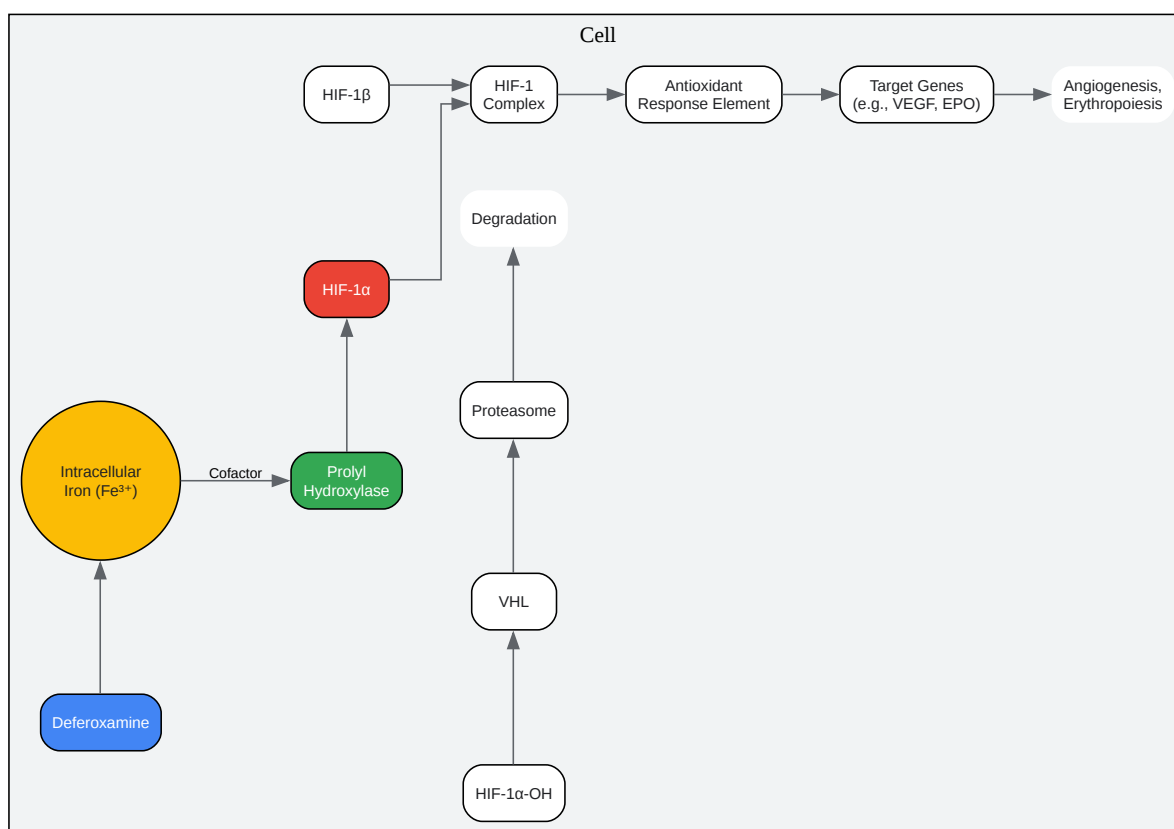 Cell
HIF-1β
HIF-1
Complex
Antioxidant
Response Element
Target Genes
(e.g., VEGF, EPO)
Angiogenesis,
Erythropoiesis
Degradation
HIF-1α
Proteasome
Intracellular
Iron (Fe³⁺)
Cofactor
Prolyl
Hydroxylase
VHL
Deferoxamine
HIF-1α-OH